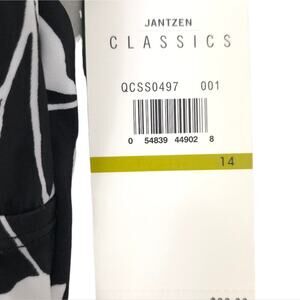 JANTZEN
CLASSICS
QCSS0497 001
0 54839 44902 8
14